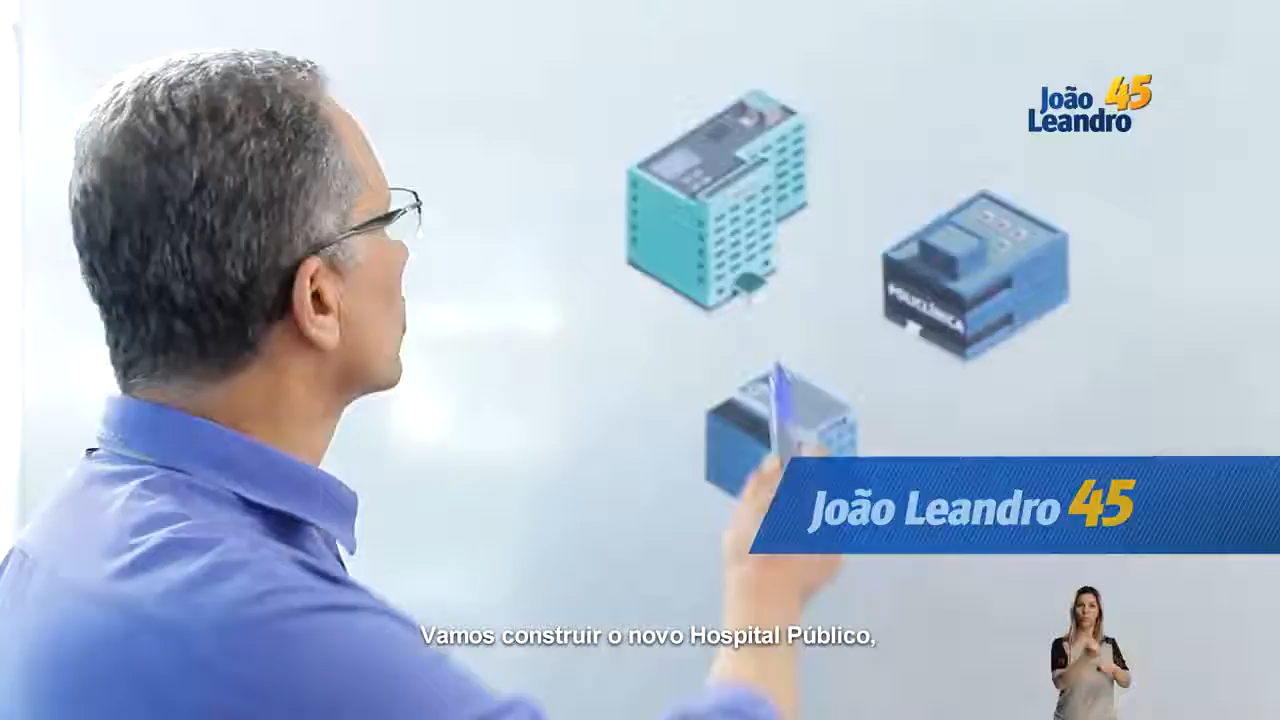 João 45
Leandro
POLICLÍNICA
João Leandro 45
Vamos construir o novo Hospital Público,